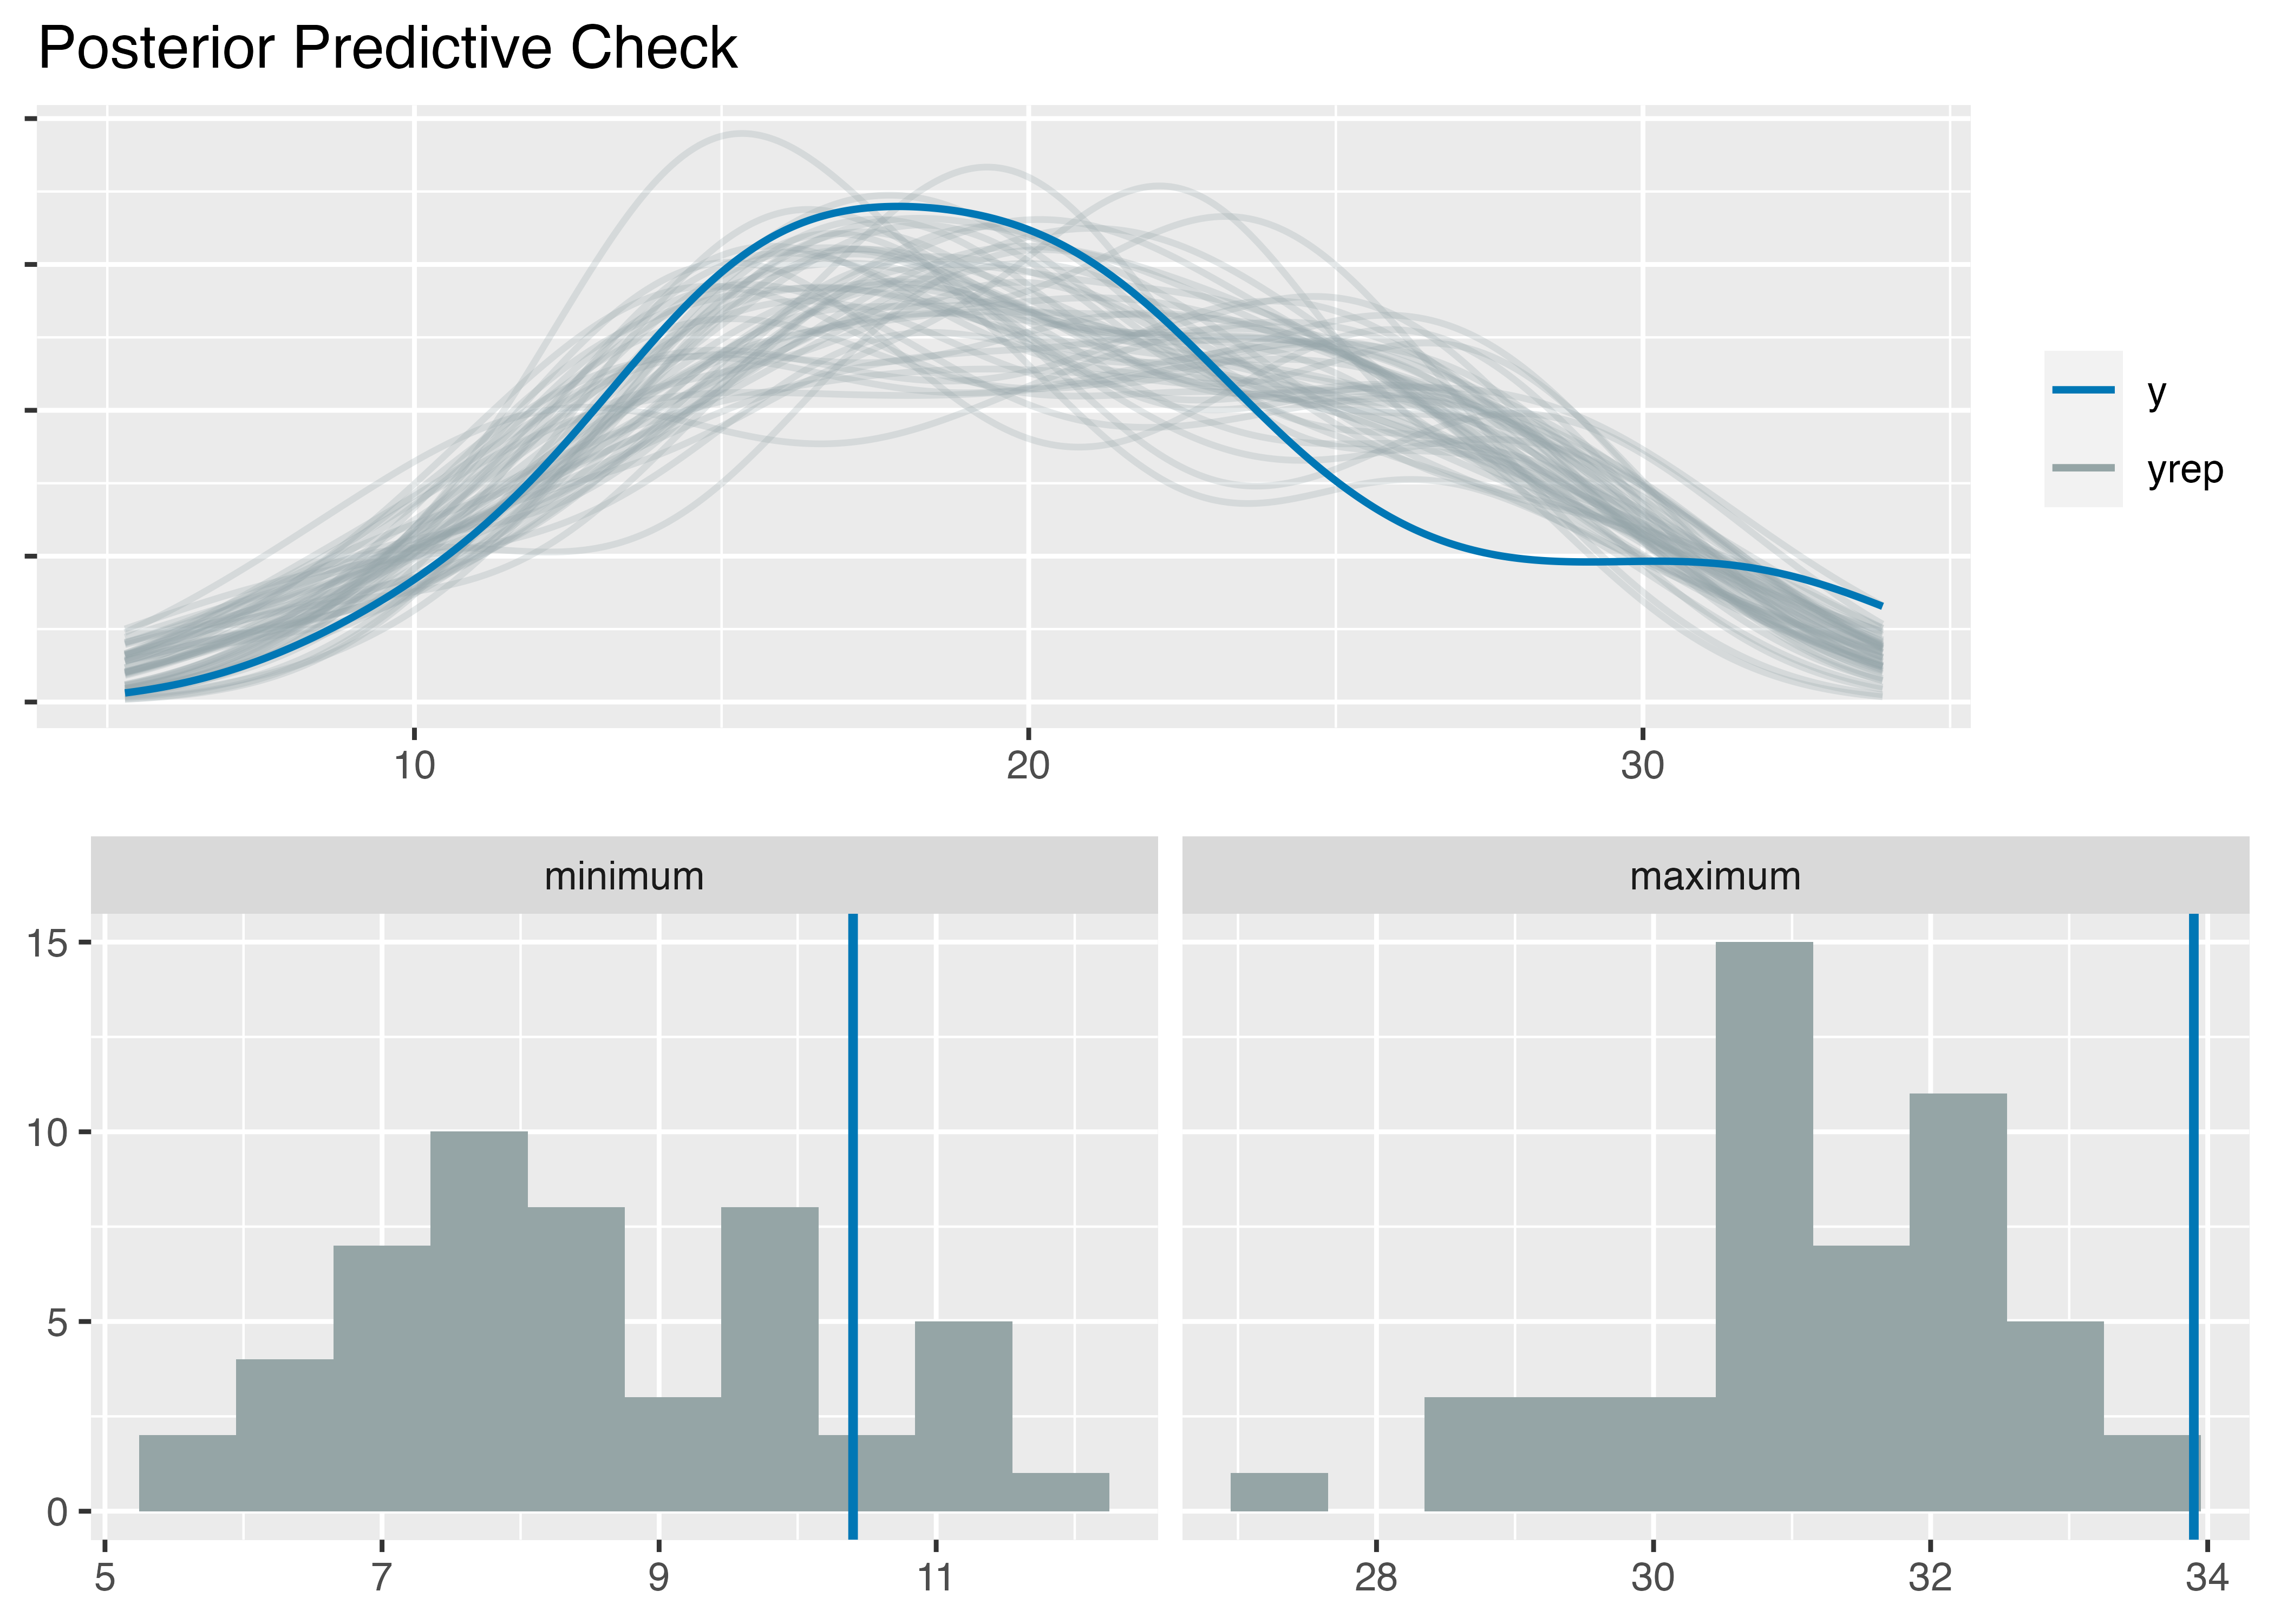 Posterior Predictive Check
y
yrep
10 20 30
minimum maximum
15
10
5
0
5 7 9 11 28 30 32 34